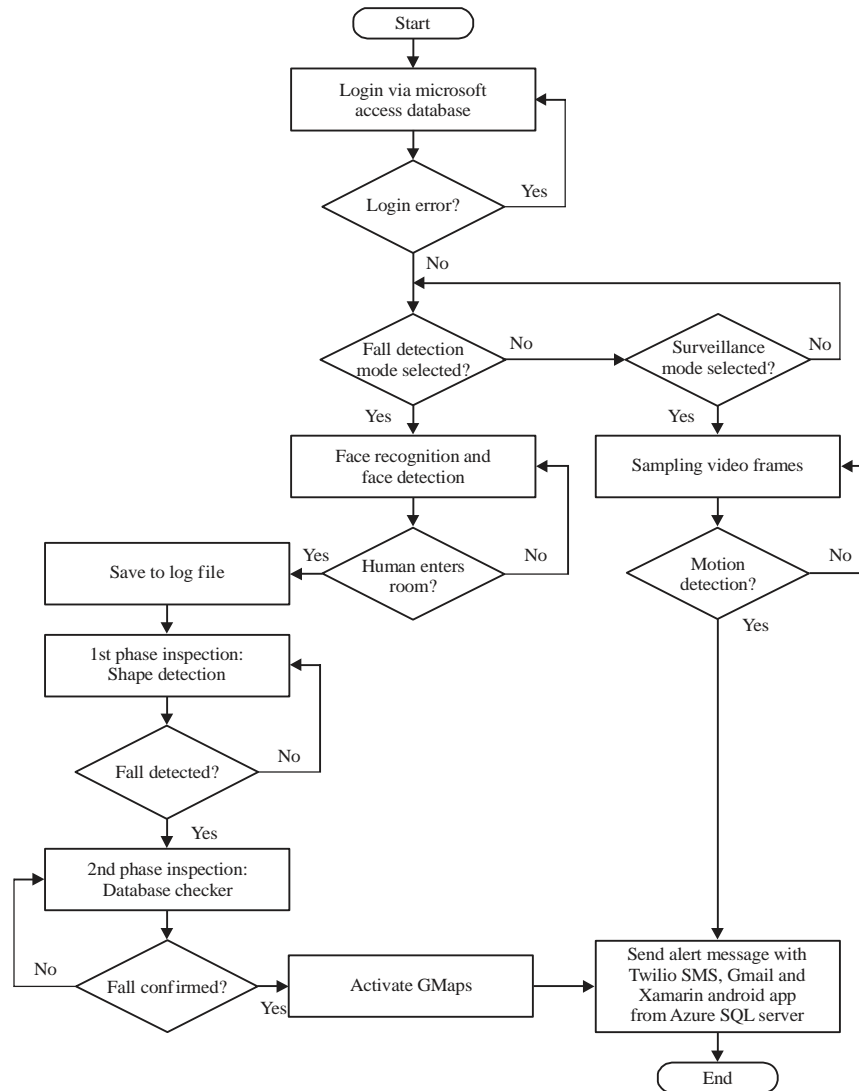 Start
Login via microsoft
access database
Login error?
Yes
No
Fall detection
mode selected?
No
Surveillance
mode selected?
No
Yes
Yes
Face recognition and
face detection
Sampling video frames
Save to log file
Yes
Human enters
room?
No
Motion
detection?
No
Yes
1st phase inspection:
Shape detection
Fall detected?
No
Yes
2nd phase inspection:
Database checker
No
Fall confirmed?
Yes
Activate GMaps
Send alert message with
Twilio SMS, Gmail and
Xamarin android app
from Azure SQL server
End